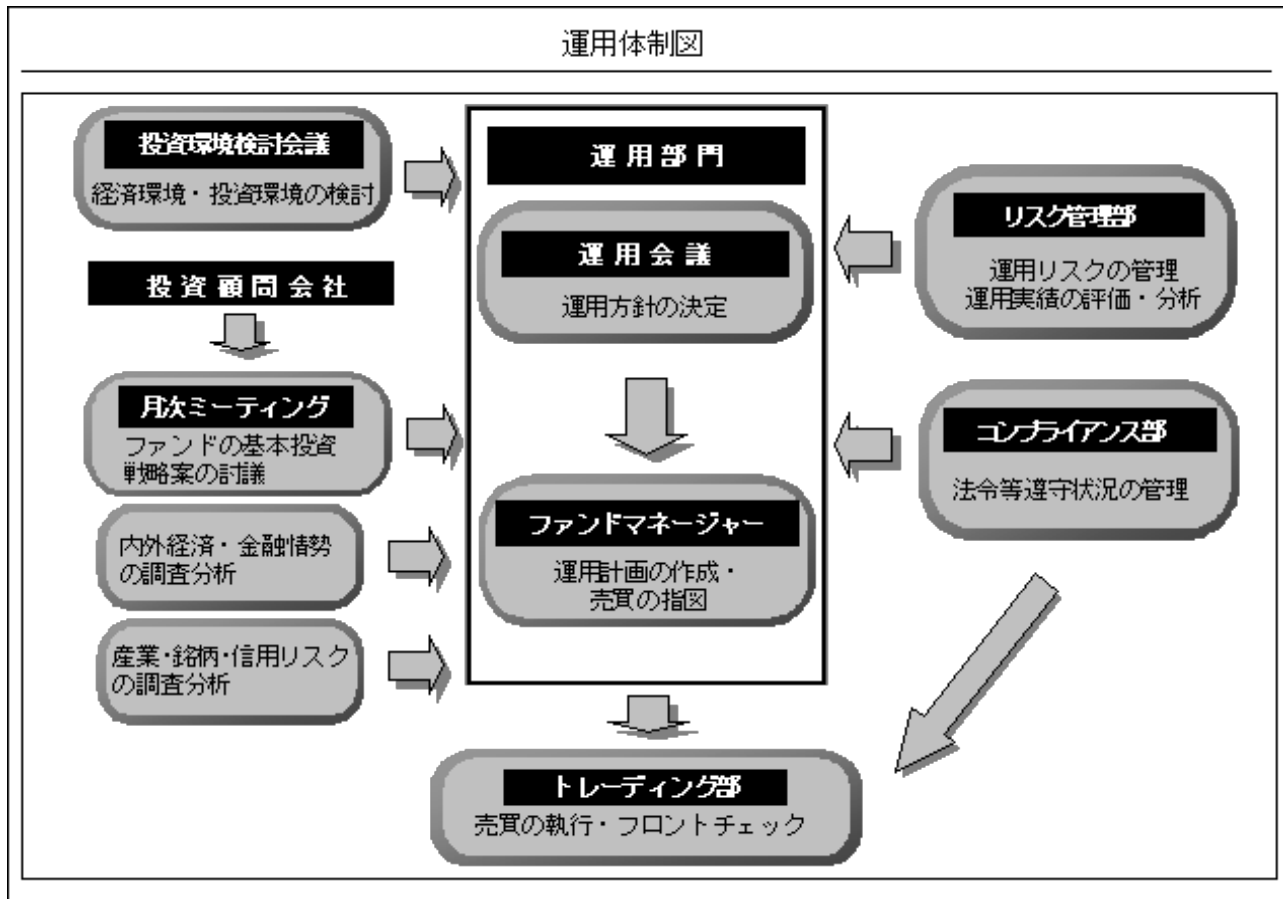 運用体制図
投資環境検討会議
経済環境・投資環境の検討
投資顧問会社
月次ミーティング
ファンドの基本投資
戦略案の討議
内外経済・金融情勢
の調査分析
産業・銘柄・信用リスク
の調査分析
運用部門
運用会議
運用方針の決定
ファンドマネージャー
運用計画の作成・
売買の指図
リスク管理部
運用リスクの管理
運用実績の評価・分析
コンプライアンス部
法令等遵守状況の管理
トレーディング部
売買の執行・フロントチェック